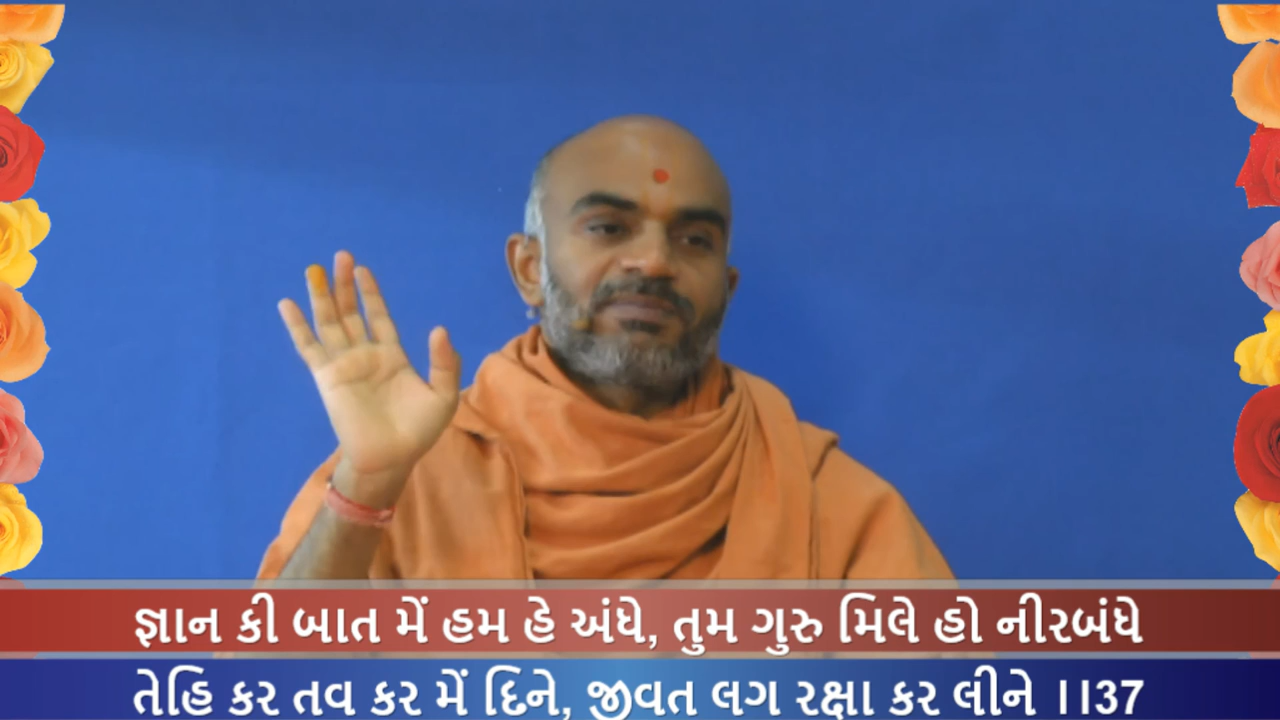 જ્ઞાન કી બાત મેં હમ હે અંધે, તુમ ગુરુ મિલે હો નીરબંધે
તેહિ કર તવ કર મેં દિને, જીવત લગ રક્ષા કર લીને ।।37